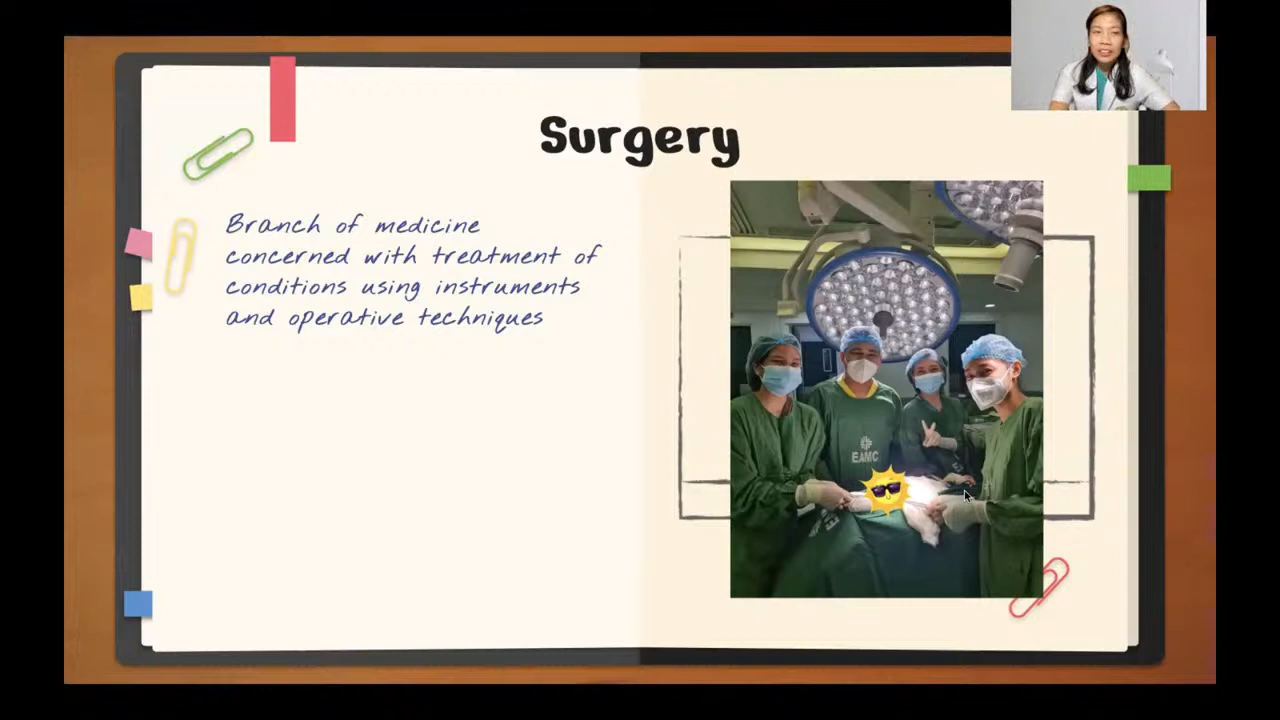 Surgery
Branch of medicine
concerned with treatment of
conditions using instruments
and operative techniques
EAMC